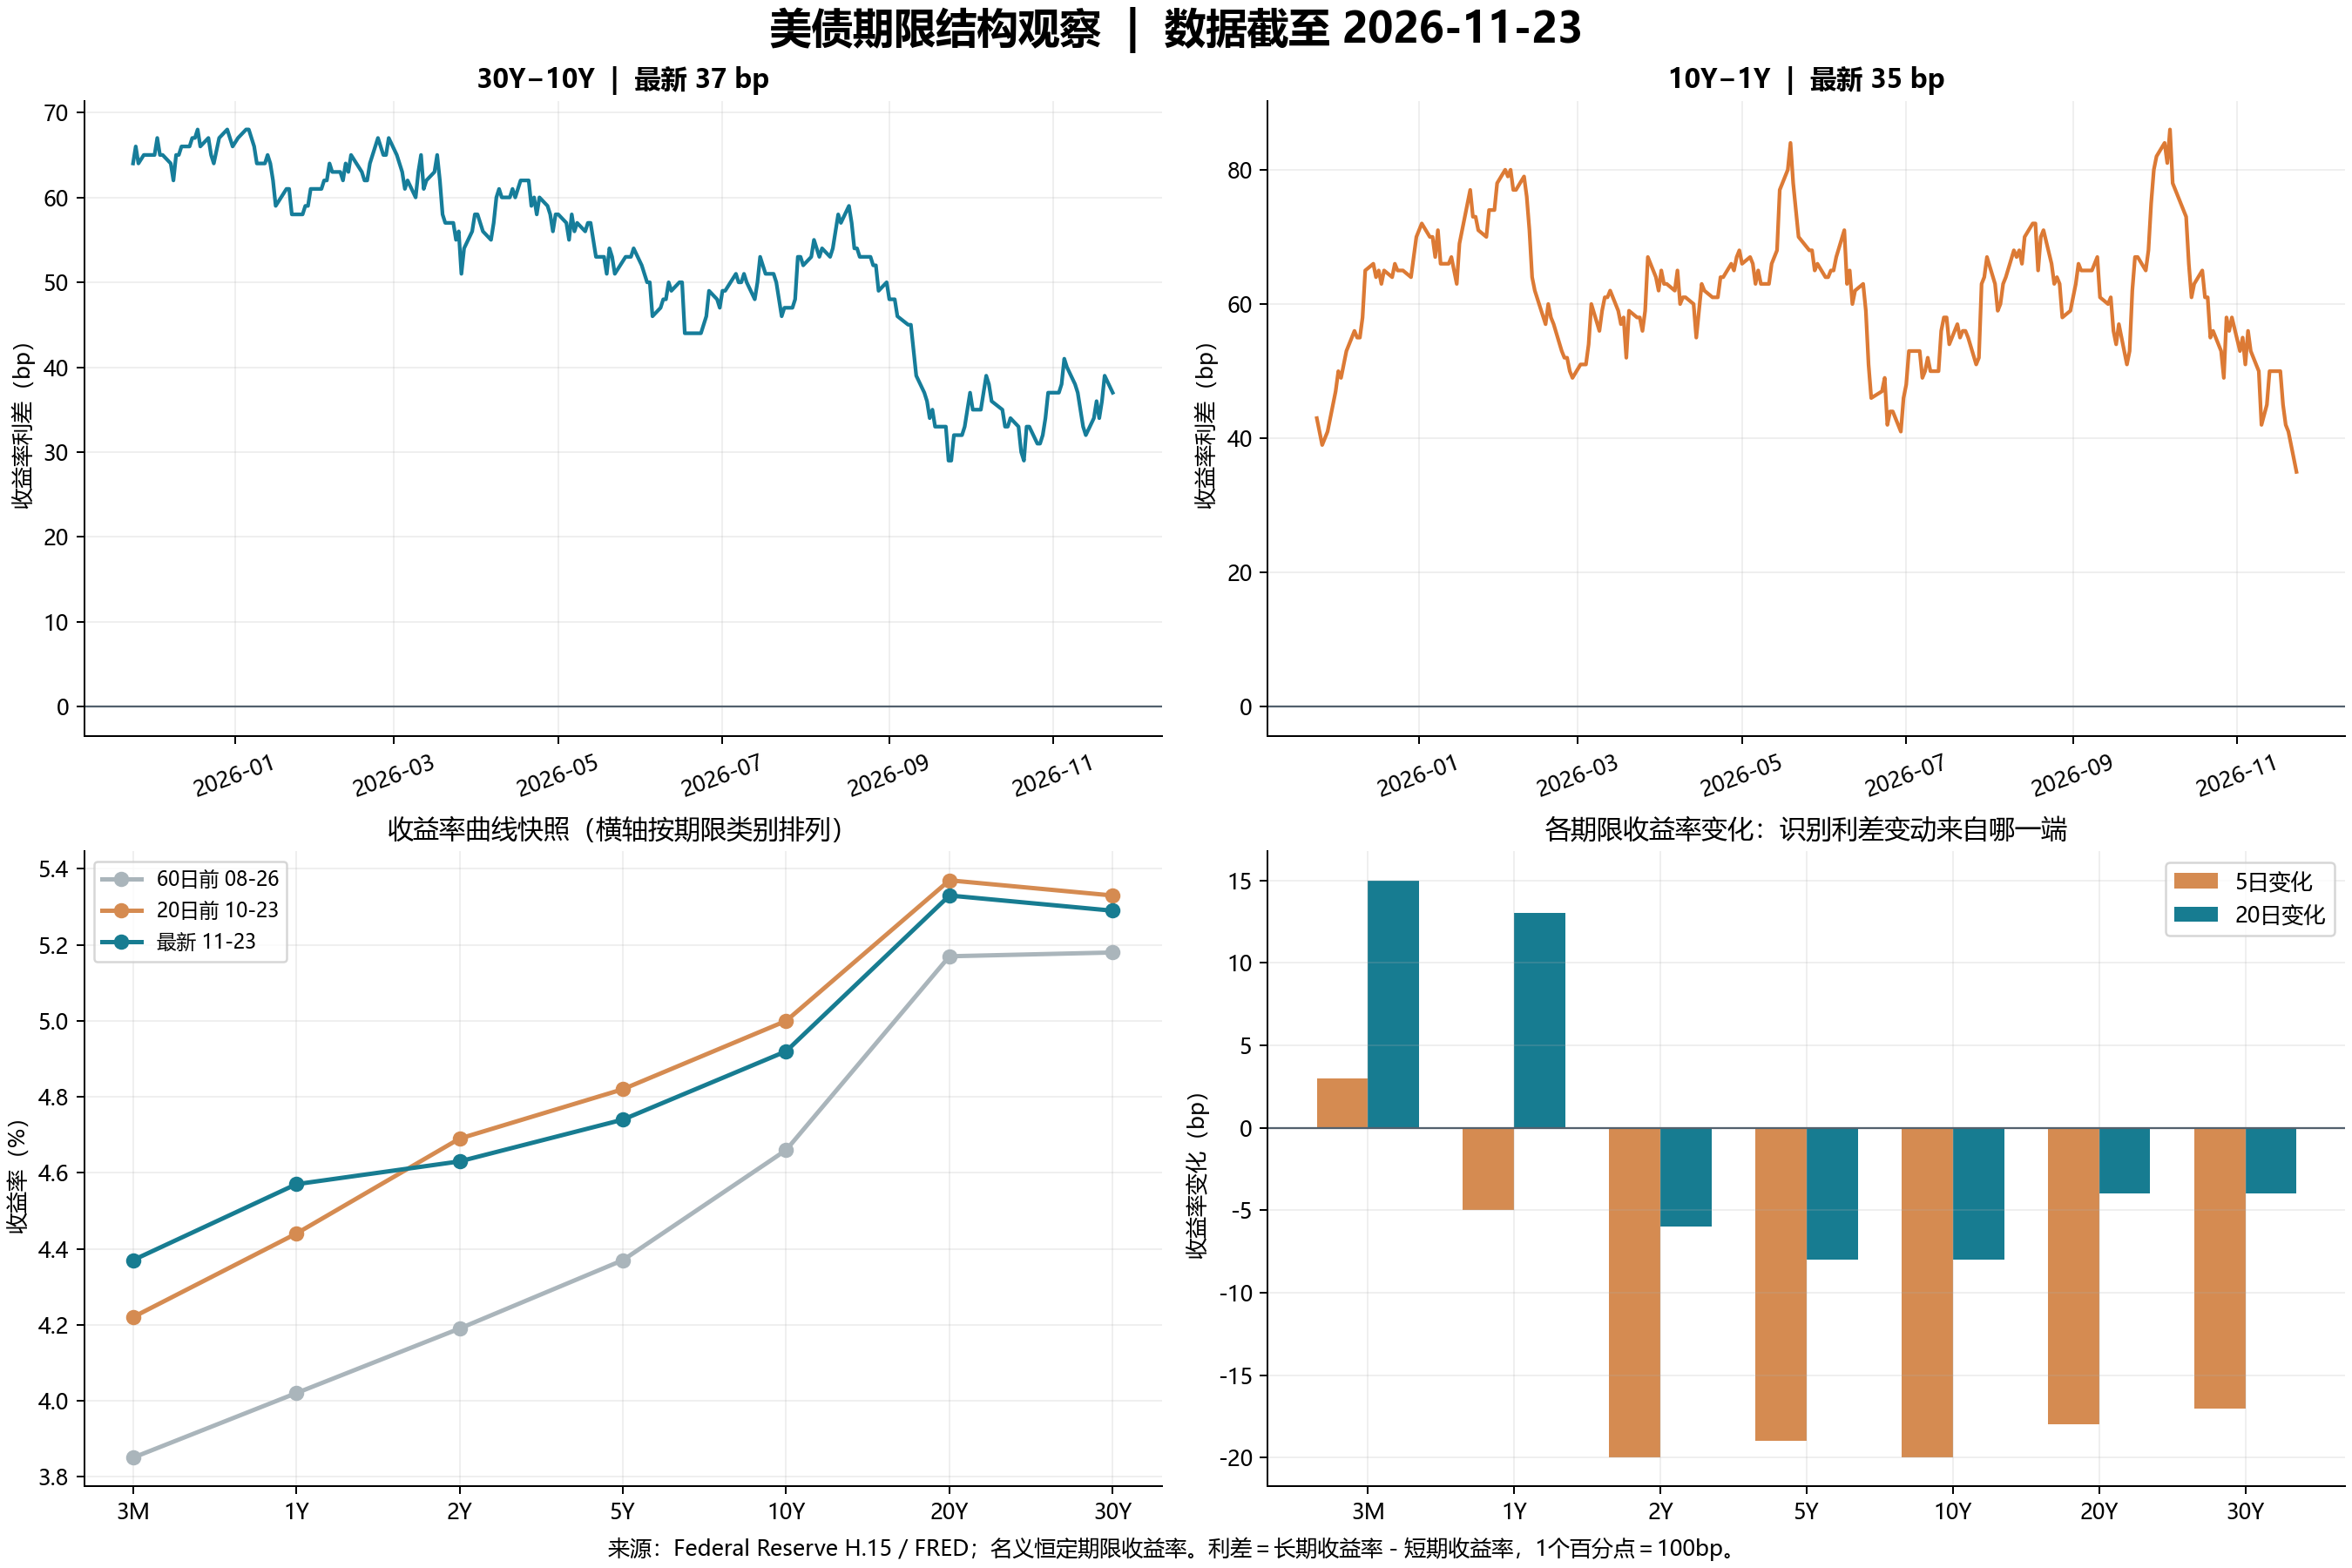 美债期限结构观察 | 数据截至 2026-11-23
30Y−10Y | 最新 37 bp
收益率利差（bp）
70
60
50
40
30
20
10
0
2026-01
2026-03
2026-05
2026-07
2026-09
2026-11
10Y−1Y | 最新 35 bp
收益率利差（bp）
80
60
40
20
0
2026-01
2026-03
2026-05
2026-07
2026-09
2026-11
收益率曲线快照（横轴按期限类别排列）
60日前 08-26
20日前 10-23
最新 11-23
收益率（%）
5.4
5.2
5.0
4.8
4.6
4.4
4.2
4.0
3.8
3M
1Y
2Y
5Y
10Y
20Y
30Y
各期限收益率变化：识别利差变动来自哪一端
5日变化
20日变化
收益率变化（bp）
15
10
5
0
-5
-10
-15
-20
3M
1Y
2Y
5Y
10Y
20Y
30Y
来源：Federal Reserve H.15 / FRED；名义恒定期限收益率。利差＝长期收益率 - 短期收益率，1个百分点＝100bp。